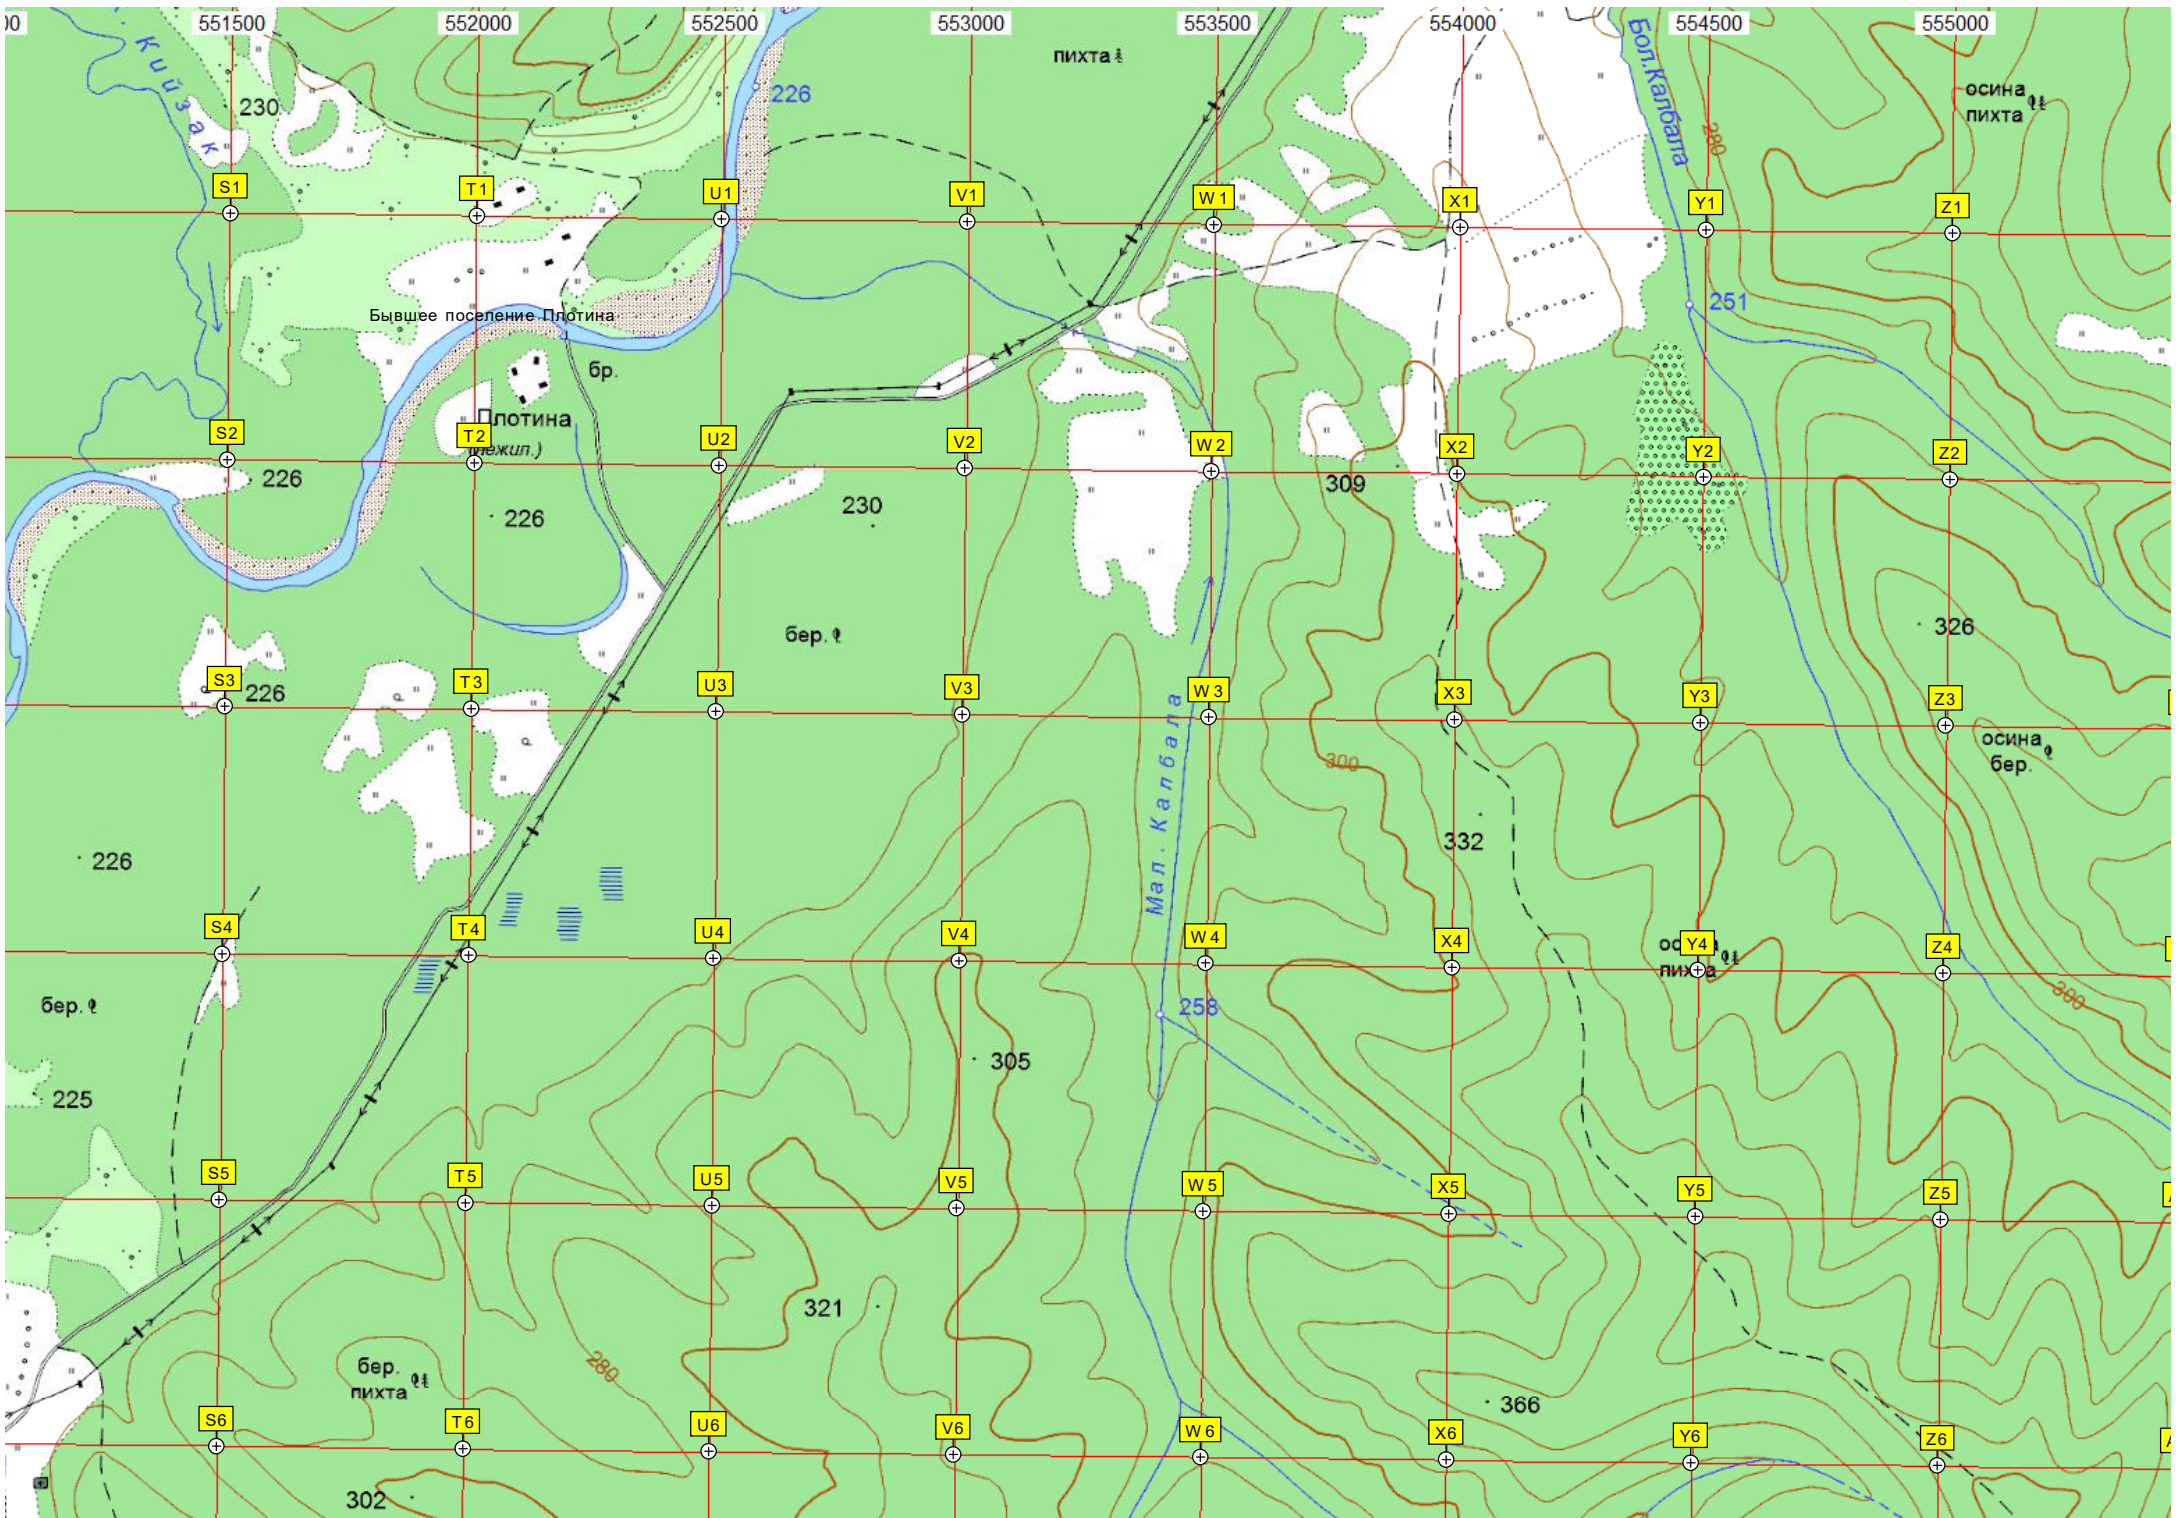 00 551500 552000 552500 553000 553500 554000 554500 555000
Кийзак
Бол.Калбала
пихта
226
230
280
осина
пихта
S1 T1 U1 V1 W1 X1 Y1 Z1
251
Бывшее поселение Плотина
бр.
Плотина
S2 T2 U2 V2 W2 X2 Y2 Z2
226
309
226
230
326
бер.
S3 T3 U3 V3 W3 X3 Y3 Z3
226
осина
бер.
300
Мал. Калбала
332
226
S4 T4 U4 V4 W4 X4 Y4 Z4
300
бер.
258
305
225
S5 T5 U5 V5 W5 X5 Y5 Z5
321
280
бер.
пихта
366
S6 T6 U6 V6 W6 X6 Y6 Z6
302